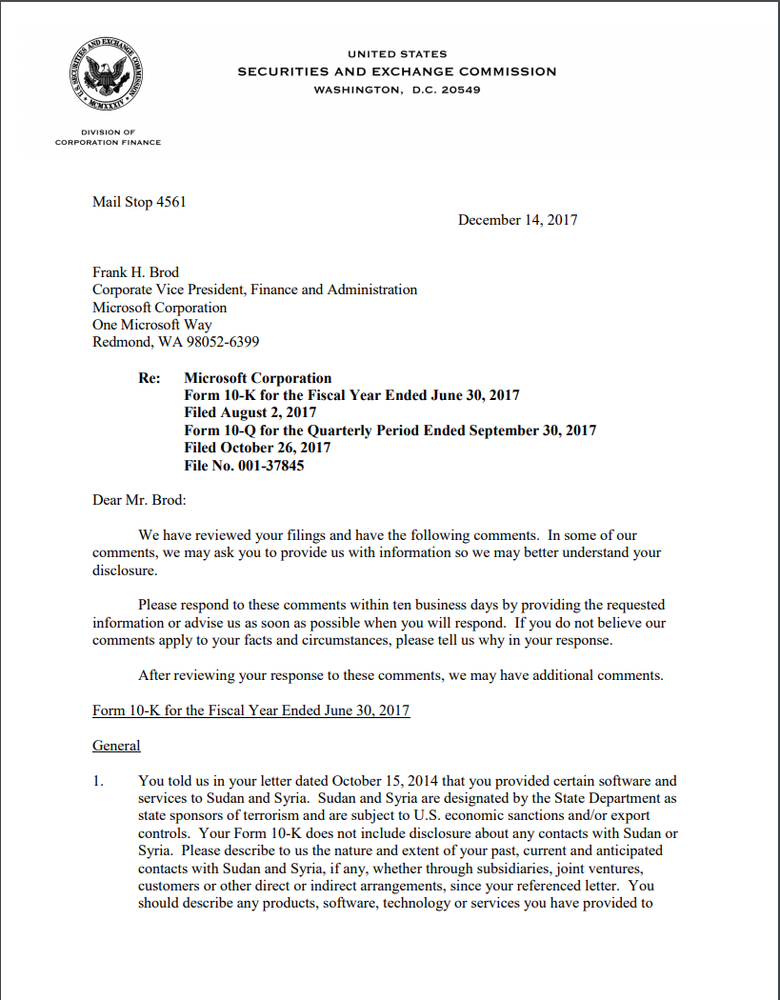 UNITED STATES
SECURITIES AND EXCHANGE COMMISSION
WASHINGTON, D.C. 20549
U.S. SECURITIES AND EXCHANGE COMMISSION
MCMXXXIV
DIVISION OF
CORPORATION FINANCE
Mail Stop 4561
December 14, 2017
Frank H. Brod
Corporate Vice President, Finance and Administration
Microsoft Corporation
One Microsoft Way
Redmond, WA 98052-6399
Re: Microsoft Corporation
Form 10-K for the Fiscal Year Ended June 30, 2017
Filed August 2, 2017
Form 10-Q for the Quarterly Period Ended September 30, 2017
Filed October 26, 2017
File No. 001-37845
Dear Mr. Brod:
We have reviewed your filings and have the following comments.  In some of our
comments, we may ask you to provide us with information so we may better understand your
disclosure.
Please respond to these comments within ten business days by providing the requested
information or advise us as soon as possible when you will respond.  If you do not believe our
comments apply to your facts and circumstances, please tell us why in your response.
After reviewing your response to these comments, we may have additional comments.
Form 10-K for the Fiscal Year Ended June 30, 2017
General
1. You told us in your letter dated October 15, 2014 that you provided certain software and
services to Sudan and Syria.  Sudan and Syria are designated by the State Department as
state sponsors of terrorism and are subject to U.S. economic sanctions and/or export
controls.  Your Form 10-K does not include disclosure about any contacts with Sudan or
Syria.  Please describe to us the nature and extent of your past, current and anticipated
contacts with Sudan and Syria, if any, whether through subsidiaries, joint ventures,
customers or other direct or indirect arrangements, since your referenced letter.  You
should describe any products, software, technology or services you have provided to